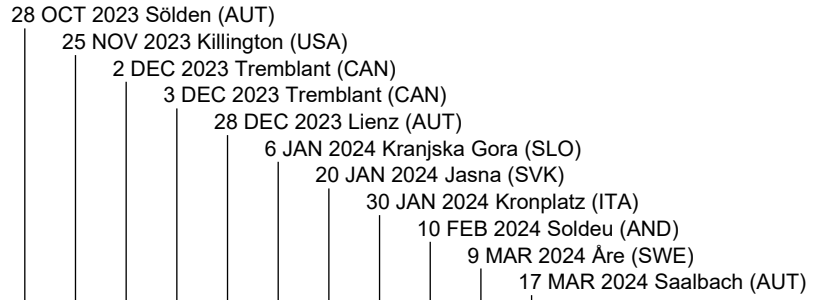 28 OCT 2023 Sölden (AUT)
25 NOV 2023 Killington (USA)
2 DEC 2023 Tremblant (CAN)
3 DEC 2023 Tremblant (CAN)
28 DEC 2023 Lienz (AUT)
6 JAN 2024 Kranjska Gora (SLO)
20 JAN 2024 Jasna (SVK)
30 JAN 2024 Kronplatz (ITA)
10 FEB 2024 Soldeu (AND)
9 MAR 2024 Åre (SWE)
17 MAR 2024 Saalbach (AUT)